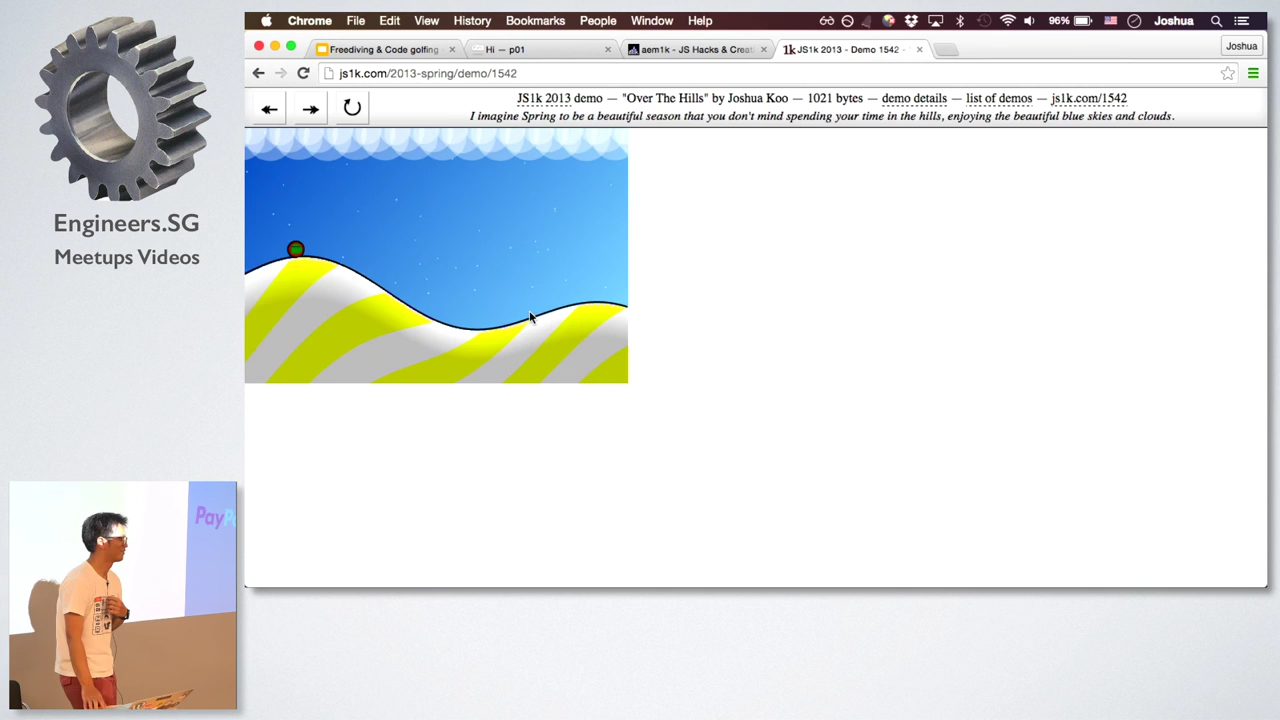 Engineers.SG
Meetups Videos
Chrome File Edit View History Bookmarks People Window Help
96% Joshua
Freediving & Code golfing
Hi — p01
aem1k - JS Hacks & Creat
1k JS1k 2013 - Demo 1542 -
Joshua
js1k.com/2013-spring/demo/1542
JS1k 2013 demo — "Over The Hills" by Joshua Koo — 1021 bytes — demo details — list of demos — js1k.com/1542
I imagine Spring to be a beautiful season that you don't mind spending your time in the hills, enjoying the beautiful blue skies and clouds.
PayP